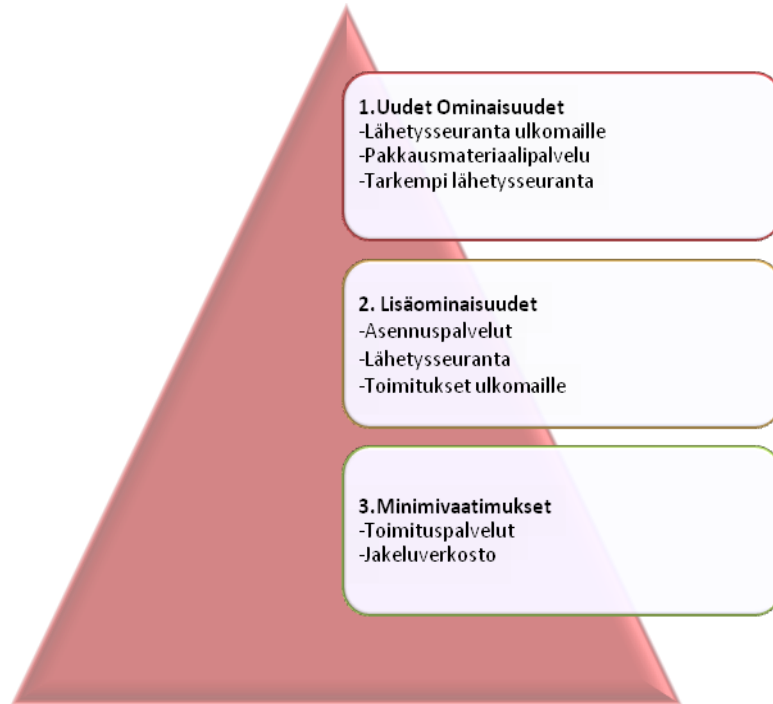 1.Uudet Ominaisuudet
-Lähetysseuranta ulkomaille
-Pakkausmateriaalipalvelu
-Tarkempi lähetysseuranta
2. Lisäominaisuudet
-Asennuspalvelut
-Lähetysseuranta
-Toimitukset ulkomaille
3.Minimivaatimukset
-Toimituspalvelut
-Jakeluverkosto